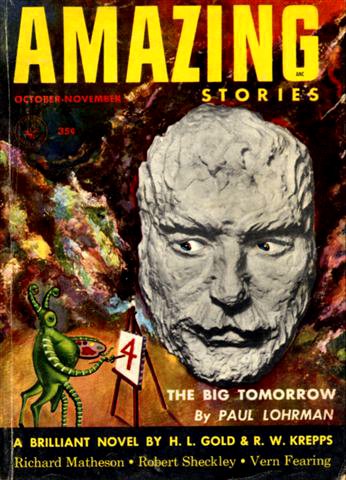 AMAZING
STORIES
OCTOBER-NOVEMBER
35¢
4
THE BIG TOMORROW
By PAUL LOHRMAN
A BRILLIANT NOVEL BY H. L. GOLD & R. W. KREPPS
Richard Matheson • Robert Sheckley • Vern Fearing